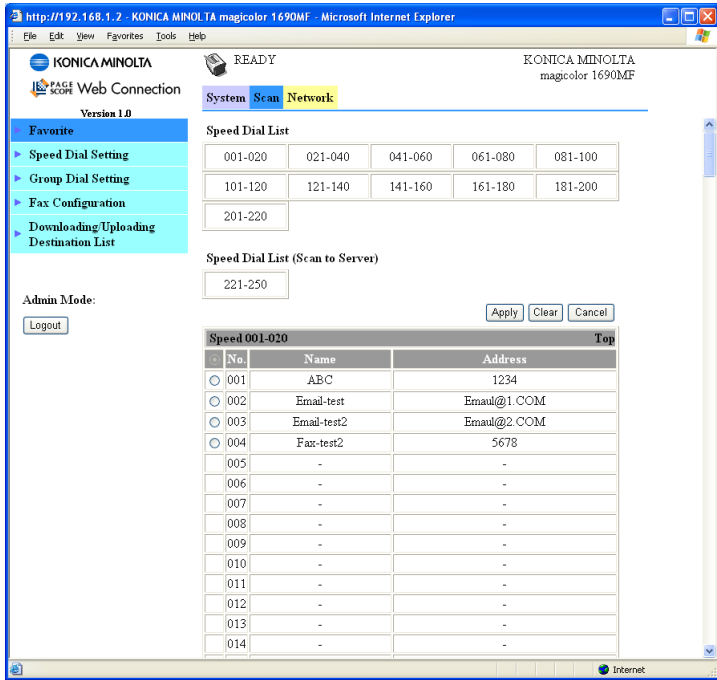 http://192.168.1.2 - KONICA MINOLTA magicolor 1690MF - Microsoft Internet Explorer
File Edit View Favorites Tools Help
KONICA MINOLTA
PAGE SCOPE Web Connection
Version 1.0
READY
KONICA MINOLTA
magicolor 1690MF
System Scan Network
Favorite
Speed Dial Setting
Group Dial Setting
Fax Configuration
Downloading/Uploading
Destination List
Admin Mode:
Logout
Speed Dial List
001-020 021-040 041-060 061-080 081-100
101-120 121-140 141-160 161-180 181-200
201-220
Speed Dial List (Scan to Server)
221-250
Apply Clear Cancel
Speed 001-020 Top
No. Name Address
001 ABC 1234
002 Email-test Emaul@1.COM
003 Email-test2 Emaul@2.COM
004 Fax-test2 5678
005 - -
006 - -
007 - -
008 - -
009 - -
010 - -
011 - -
012 - -
013 - -
014 - -
Internet